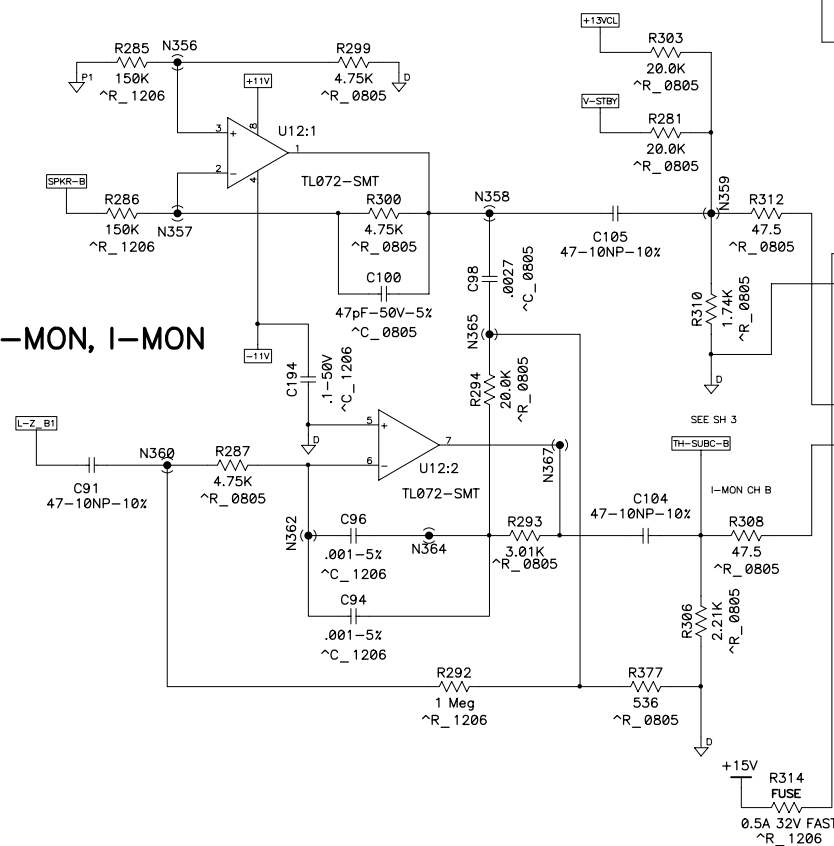 +13VCL
R303
20.0K
^R_0805
V-STBY
R281
20.0K
^R_0805
R285
150K
^R_1206
N356
P1
R299
4.75K
^R_0805
D
+11V
3
+
8
U12:1
1
2
−
4
TL072-SMT
SPKR-B
R286
150K
^R_1206
N357
R300
4.75K
^R_0805
C100
47pF-50V-5%
^C_0805
N358
C105
47-10NP-10%
N359
R312
47.5
^R_0805
C98
.0027
^C_0805
R310
1.74K
^R_0805
D
-MON, I-MON
-11V
C194
.1-50V
^C_1206
D
N365
R294
20.0K
^R_0805
SEE SH 3
TH-SUBC-B
L-Z_B1
C91
47-10NP-10%
N360
R287
4.75K
^R_0805
5
+
6
−
7
U12:2
TL072-SMT
N367
I-MON CH B
C104
47-10NP-10%
R308
47.5
^R_0805
N362
C96
.001-5%
^C_1206
N364
R293
3.01K
^R_0805
C94
.001-5%
^C_1206
R306
2.21K
^R_0805
R292
1 Meg
^R_1206
R377
536
^R_0805
D
+15V
R314
FUSE
0.5A 32V FAST
^R_1206